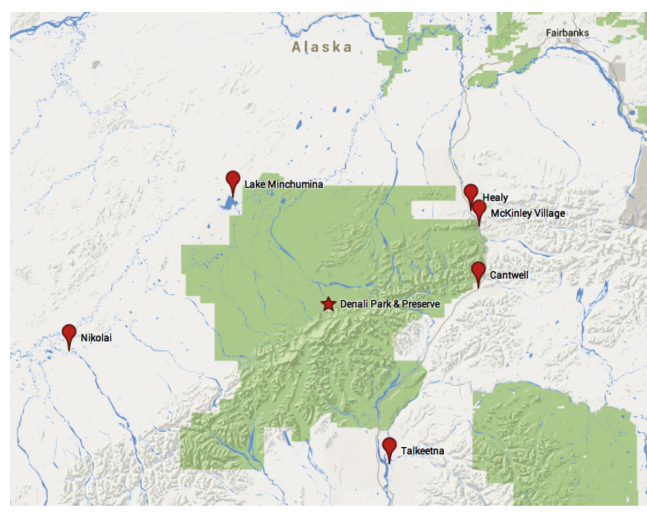 Fairbanks
Alaska
Lake Minchumina
Healy
McKinley Village
Cantwell
Denali Park & Preserve
Nikolai
Talkeetna